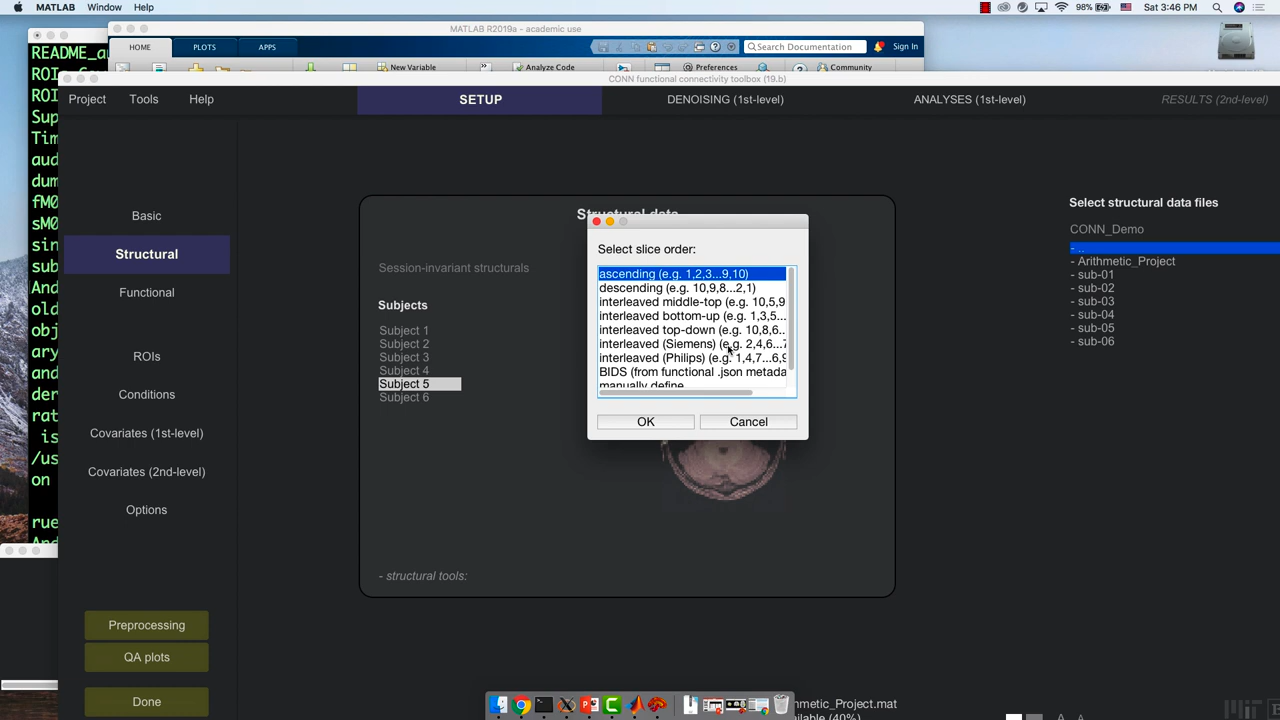 MATLAB Window Help
98% Sat 3:46 PM
MATLAB R2019a - academic use
HOME PLOTS APPS
Search Documentation Sign In
New Variable Analyze Code Preferences Community
CONN functional connectivity toolbox (19.b)
Project Tools Help
SETUP DENOISING (1st-level) ANALYSES (1st-level) RESULTS (2nd-level)
README_a
ROI
ROI
Sup
Tim
aud
dum
fM0
sM0
sin
sub
And
old
obj
ary
and
der
rat
is
/us
on
rue
And
Basic
Structural
Functional
ROIs
Conditions
Covariates (1st-level)
Covariates (2nd-level)
Options
Preprocessing
QA plots
Done
Structural data
Session-invariant structurals
Subjects
Subject 1
Subject 2
Subject 3
Subject 4
Subject 5
Subject 6
- structural tools:
Select slice order:
ascending (e.g. 1,2,3...9,10)
descending (e.g. 10,9,8...2,1)
interleaved middle-top (e.g. 10,5,9
interleaved bottom-up (e.g. 1,3,5...
interleaved top-down (e.g. 10,8,6...
interleaved (Siemens) (e.g. 2,4,6...7
interleaved (Philips) (e.g. 1,4,7...6,9
BIDS (from functional .json metada
manually define
OK Cancel
Select structural data files
CONN_Demo
- ..
- Arithmetic_Project
- sub-01
- sub-02
- sub-03
- sub-04
- sub-05
- sub-06
hmetic_Project.mat
ailable (40%)